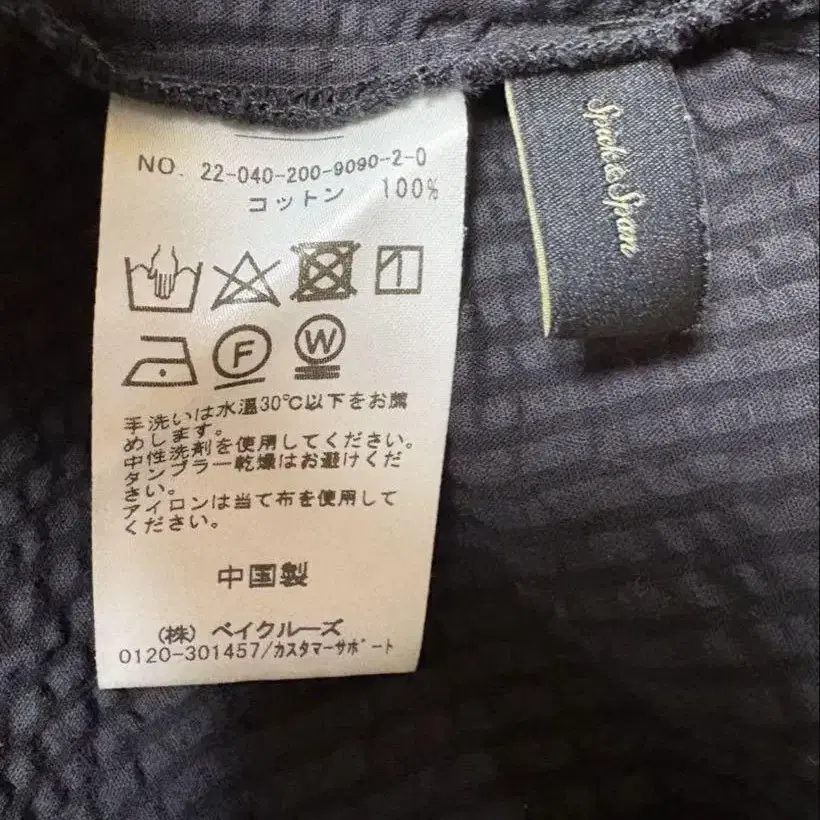 NO. 22-040-200-9090-2-0
コットン 100%
F
W
手洗いは水温30℃以下をお薦
めします。
中性洗剤を使用してください。
タンブラー乾燥はお避けくだ
さい。
アイロンは当て布を使用して
ください。
中国製
(株) ベイクルーズ
0120-301457/カスタマーサポート
Spick & Span